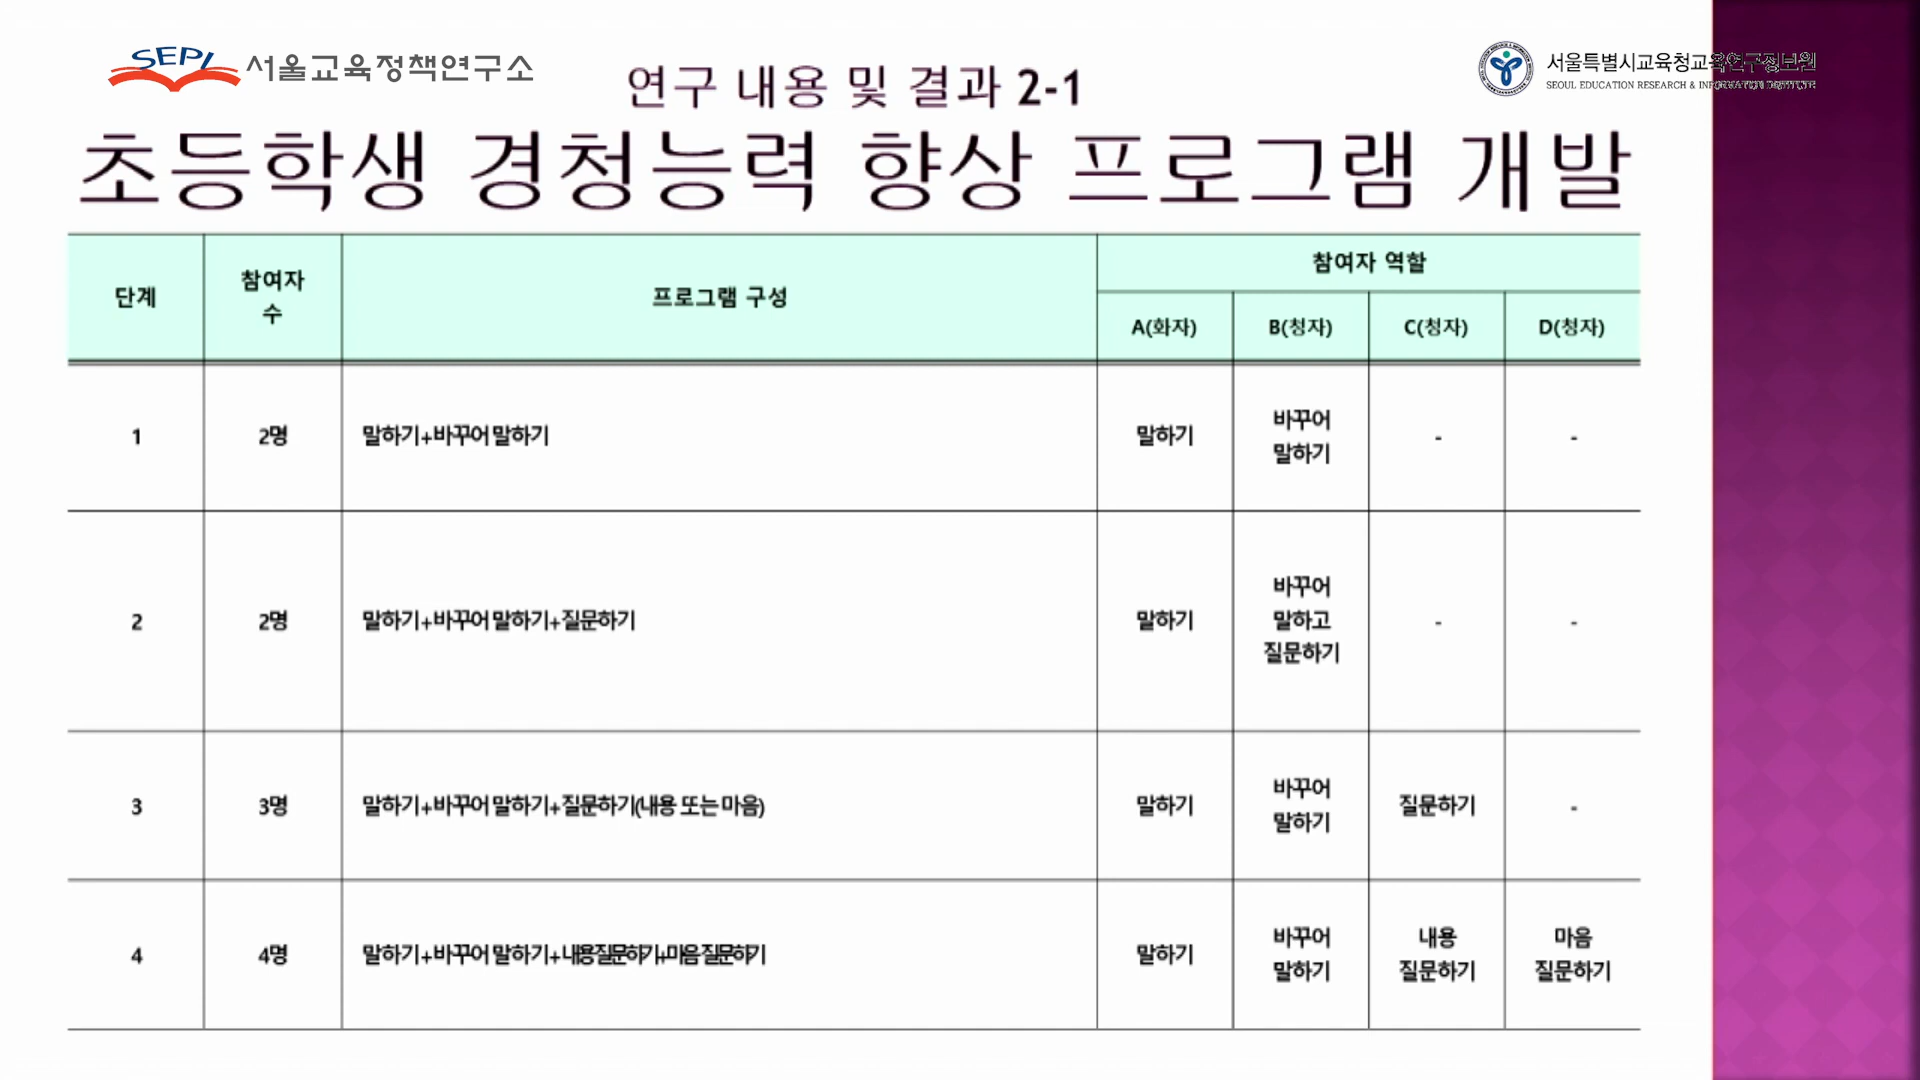 SEPI 서울교육정책연구소
서울특별시교육청교육연구정보원
SEOUL EDUCATION RESEARCH & INFORMATION INSTITUTE
연구 내용 및 결과 2-1
초등학생 경청능력 향상 프로그램 개발
단계
참여자
수
프로그램 구성
참여자 역할
A(화자)
B(청자)
C(청자)
D(청자)
1
2명
말하기+바꾸어 말하기
말하기
바꾸어
말하기
-
-
2
2명
말하기+바꾸어 말하기+질문하기
말하기
바꾸어
말하고
질문하기
-
-
3
3명
말하기+바꾸어 말하기+질문하기(내용 또는 마음)
말하기
바꾸어
말하기
질문하기
-
4
4명
말하기+바꾸어 말하기+내용질문하기+마음질문하기
말하기
바꾸어
말하기
내용
질문하기
마음
질문하기